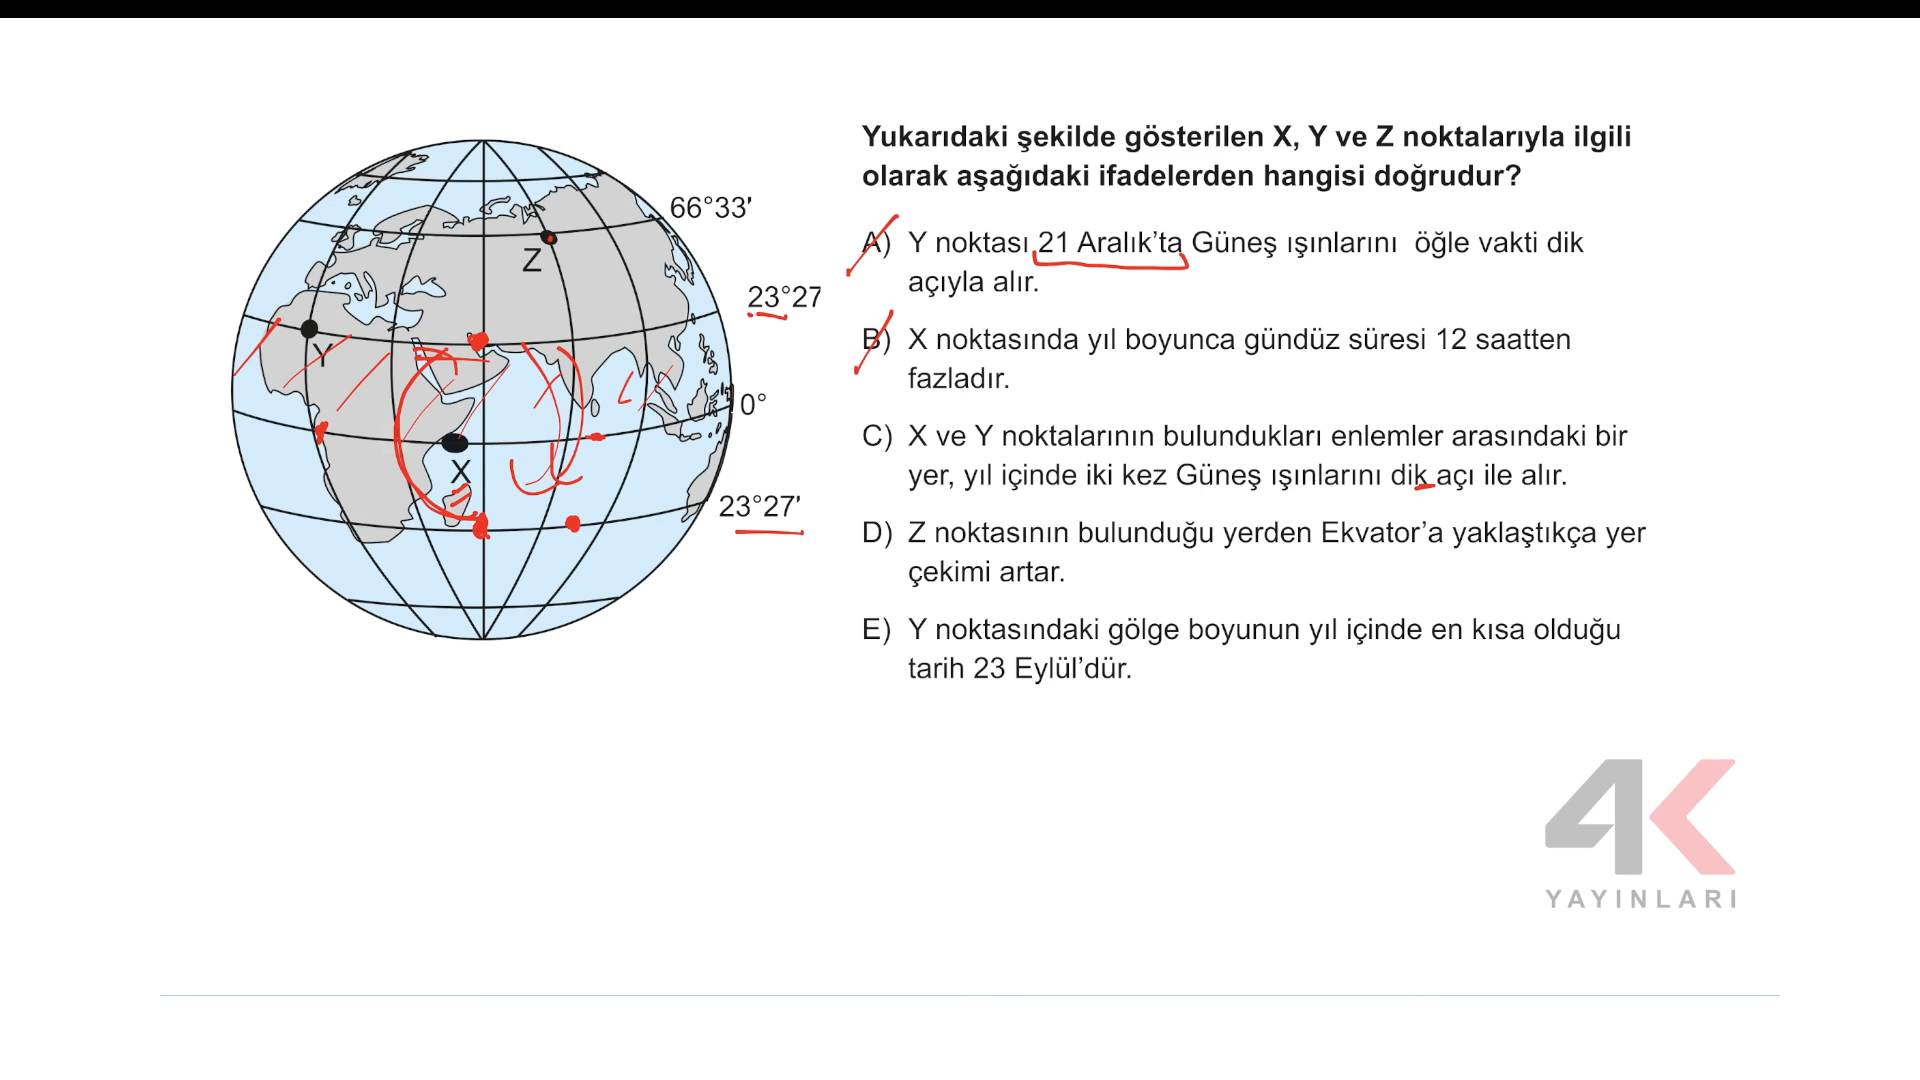 Yukarıdaki şekilde gösterilen X, Y ve Z noktalarıyla ilgili
olarak aşağıdaki ifadelerden hangisi doğrudur?
66°33'
Z
23°27
Y
0°
X
23°27'
A) Y noktası 21 Aralık’ta Güneş ışınlarını öğle vakti dik
açıyla alır.
B) X noktasında yıl boyunca gündüz süresi 12 saatten
fazladır.
C) X ve Y noktalarının bulundukları enlemler arasındaki bir
yer, yıl içinde iki kez Güneş ışınlarını dik açı ile alır.
D) Z noktasının bulunduğu yerden Ekvator’a yaklaştıkça yer
çekimi artar.
E) Y noktasındaki gölge boyunun yıl içinde en kısa olduğu
tarih 23 Eylül’dür.
4K
YAYINLARI